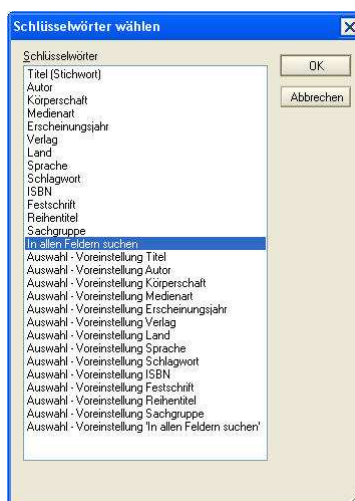 Schlüsselwörter wählen
Schlüsselwörter
OK
Abbrechen
Titel (Stichwort)
Autor
Körperschaft
Medienart
Erscheinungsjahr
Verlag
Land
Sprache
Schlagwort
ISBN
Festschrift
Reihentitel
Sachgruppe
In allen Feldern suchen
Auswahl - Voreinstellung Titel
Auswahl - Voreinstellung Autor
Auswahl - Voreinstellung Körperschaft
Auswahl - Voreinstellung Medienart
Auswahl - Voreinstellung Erscheinungsjahr
Auswahl - Voreinstellung Verlag
Auswahl - Voreinstellung Land
Auswahl - Voreinstellung Sprache
Auswahl - Voreinstellung Schlagwort
Auswahl - Voreinstellung ISBN
Auswahl - Voreinstellung Festschrift
Auswahl - Voreinstellung Reihentitel
Auswahl - Voreinstellung Sachgruppe
Auswahl - Voreinstellung 'In allen Feldern suchen'